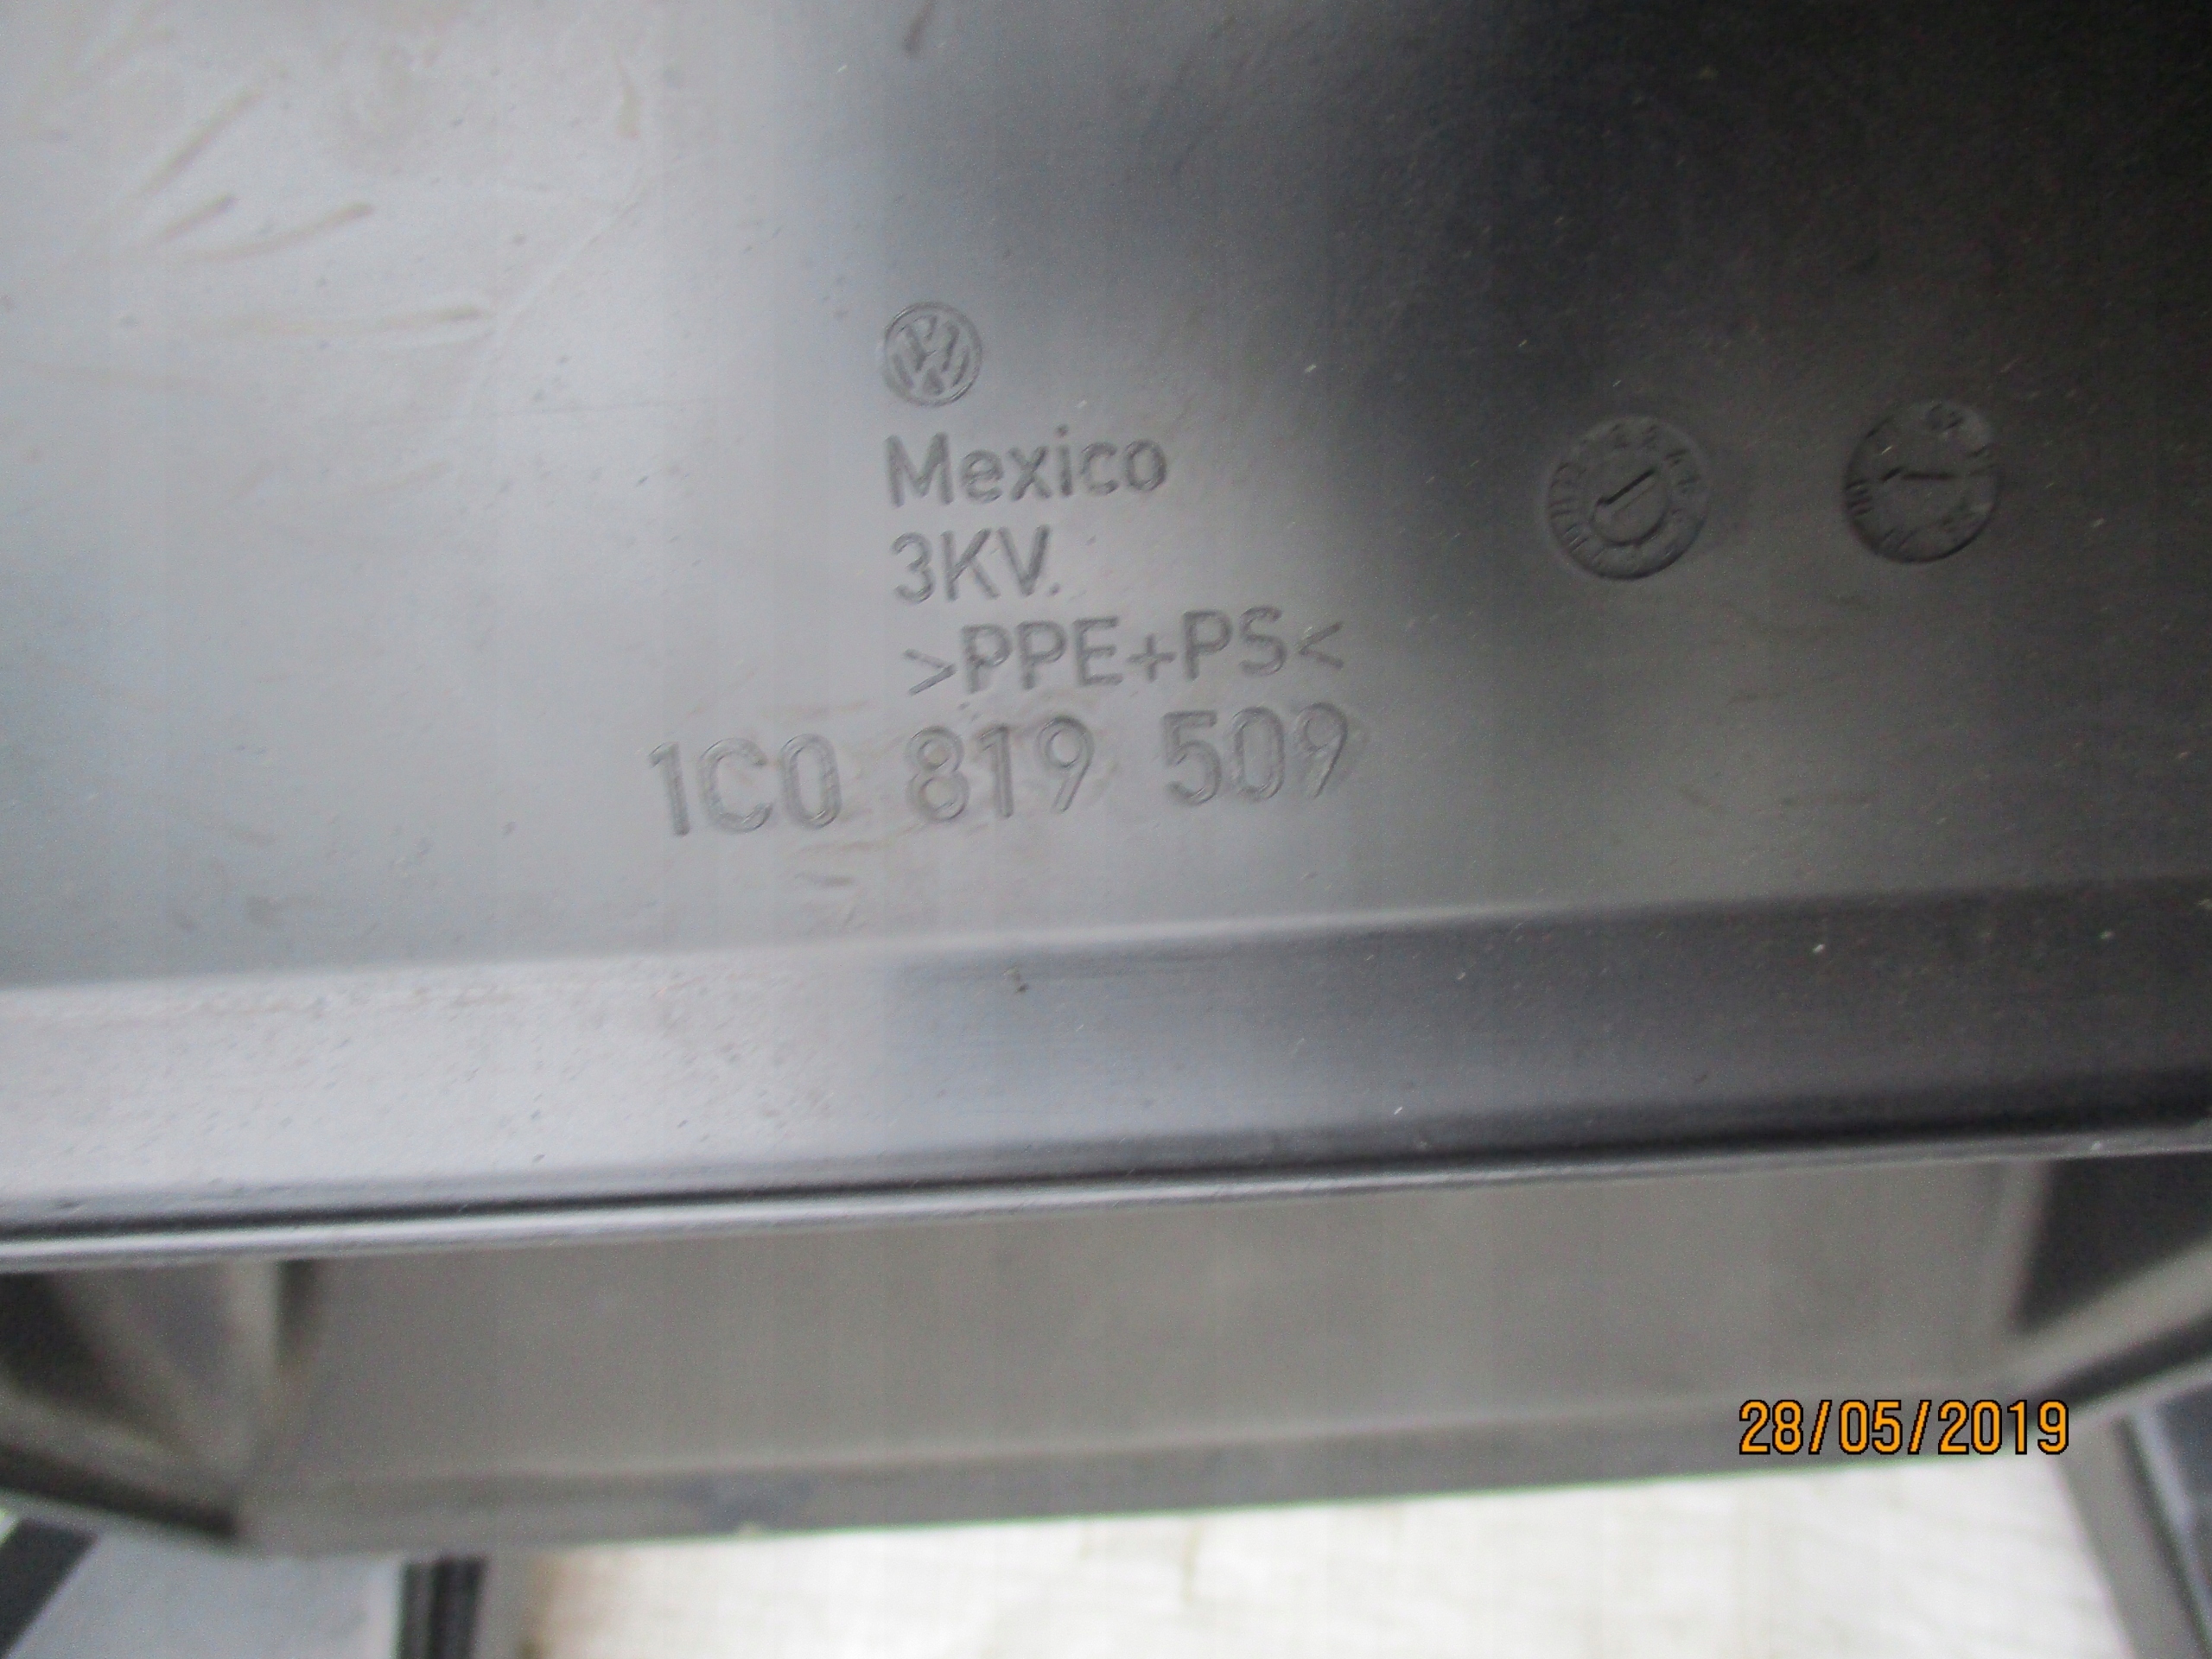 Mexico
3KV.
>PPE+PS<
1C0 819 509
28/05/2019